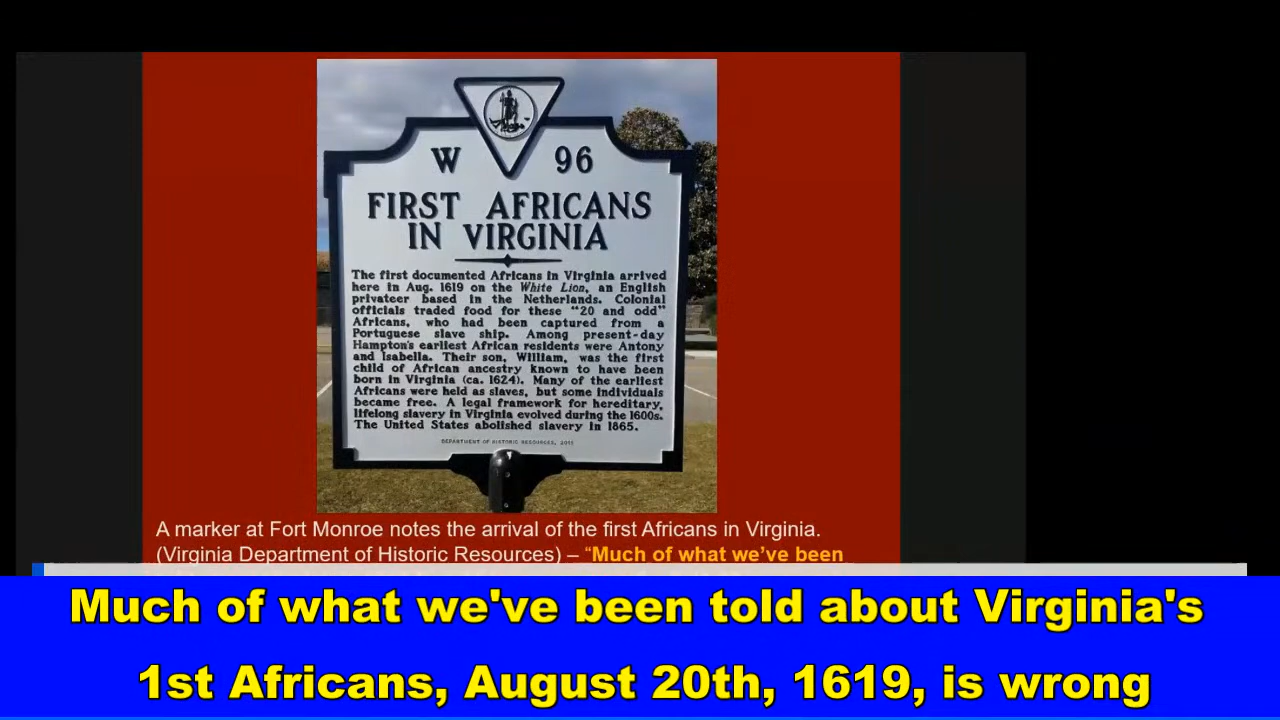 W 96
FIRST AFRICANS
IN VIRGINIA
The first documented Africans in Virginia arrived
here in Aug. 1619 on the White Lion, an English
privateer based in the Netherlands. Colonial
officials traded food for these "20 and odd"
Africans, who had been captured from a
Portuguese slave ship. Among present-day
Hampton's earliest African residents were Antony
and Isabella. Their son, William, was the first
child of African ancestry known to have been
born in Virginia (ca. 1624). Many of the earliest
Africans were held as slaves, but some individuals
became free. A legal framework for hereditary,
lifelong slavery in Virginia evolved during the 1600s.
The United States abolished slavery in 1865.
DEPARTMENT OF HISTORIC RESOURCES,
A marker at Fort Monroe notes the arrival of the first Africans in Virginia.
(Virginia Department of Historic Resources) – “Much of what we’ve been
Much of what we've been told about Virginia's
1st Africans, August 20th, 1619, is wrong